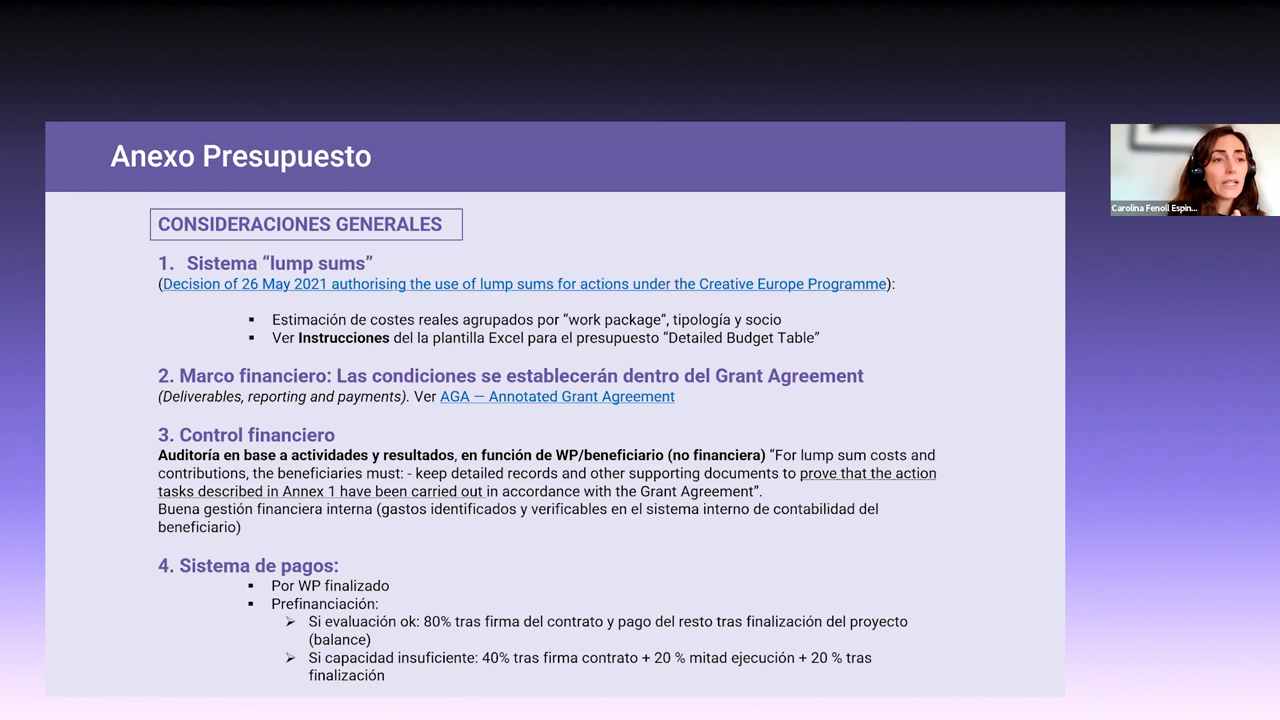 Anexo Presupuesto
CONSIDERACIONES GENERALES
1. Sistema “lump sums”
(Decision of 26 May 2021 authorising the use of lump sums for actions under the Creative Europe Programme):
▪ Estimación de costes reales agrupados por “work package”, tipología y socio
▪ Ver Instrucciones del la plantilla Excel para el presupuesto “Detailed Budget Table”
2. Marco financiero: Las condiciones se establecerán dentro del Grant Agreement
(Deliverables, reporting and payments). Ver AGA — Annotated Grant Agreement
3. Control financiero
Auditoría en base a actividades y resultados, en función de WP/beneficiario (no financiera) “For lump sum costs and
contributions, the beneficiaries must: - keep detailed records and other supporting documents to prove that the action
tasks described in Annex 1 have been carried out in accordance with the Grant Agreement”.
Buena gestión financiera interna (gastos identificados y verificables en el sistema interno de contabilidad del
beneficiario)
4. Sistema de pagos:
▪ Por WP finalizado
▪ Prefinanciación:
➢ Si evaluación ok: 80% tras firma del contrato y pago del resto tras finalización del proyecto
(balance)
➢ Si capacidad insuficiente: 40% tras firma contrato + 20 % mitad ejecución + 20 % tras
finalización
Carolina Fenoll Espin...